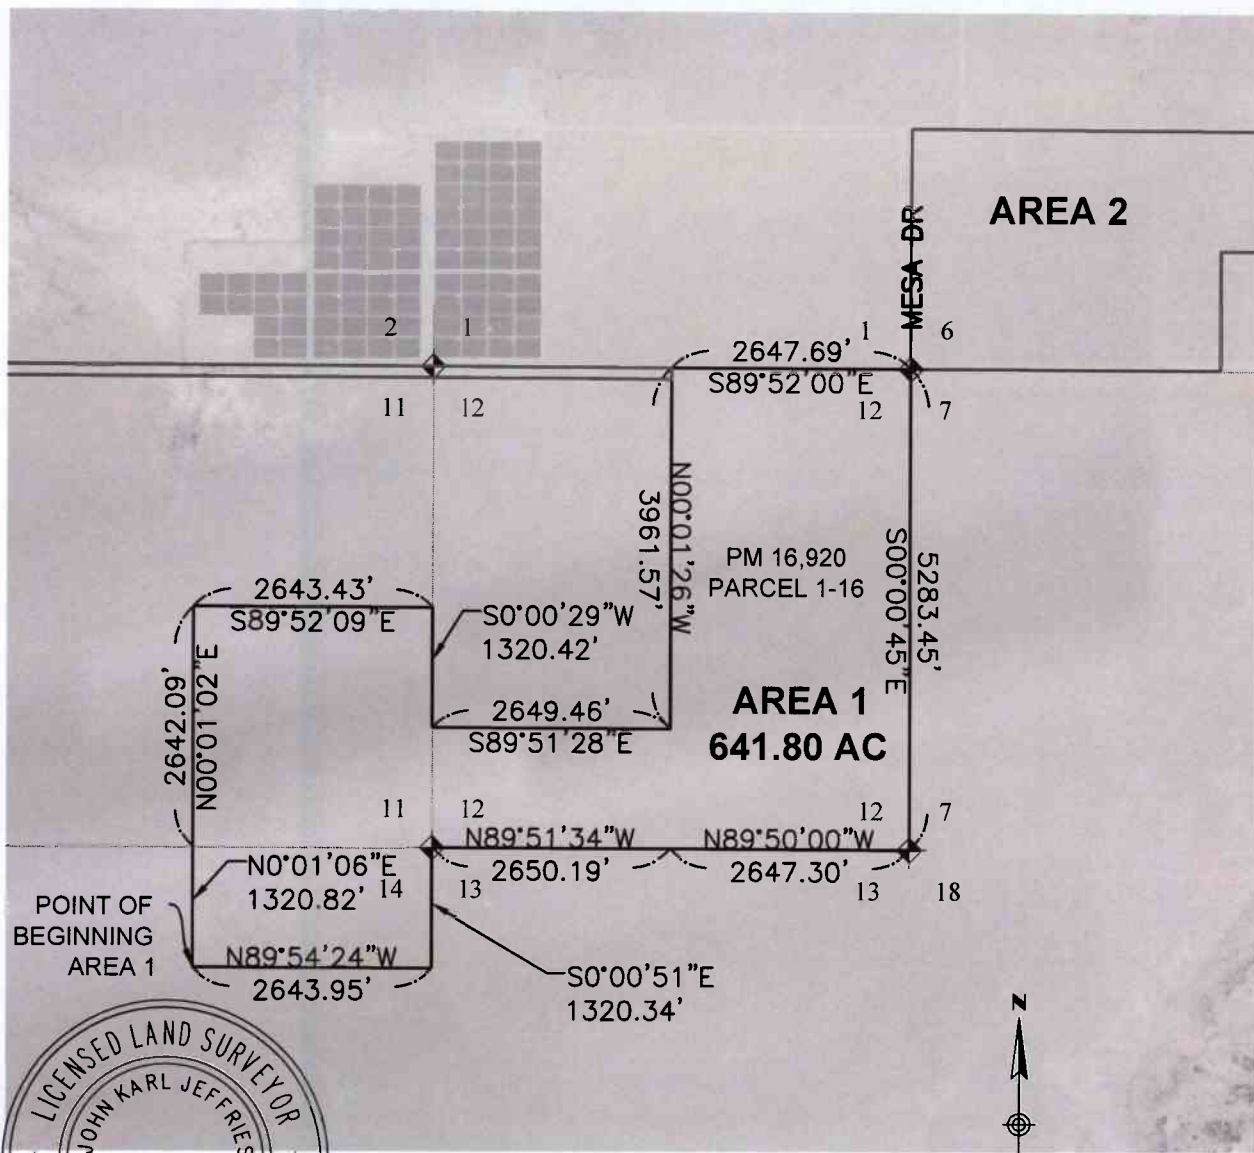 AREA 2
MESA DR
2 1
1 6
2647.69'
S89°52'00"E
11 12
12 7
N00°01'26"W
3961.57'
PM 16,920
PARCEL 1-16
5283.45'
S00°00'45"E
2643.43'
S89°52'09"E
S0°00'29"W
1320.42'
2642.09'
N00°01'02"E
2649.46'
S89°51'28"E
AREA 1
641.80 AC
11 12
12 7
N89°51'34"W
2650.19'
N89°50'00"W
2647.30'
N0°01'06"E
1320.82'
14 13
13 18
POINT OF
BEGINNING
AREA 1
N89°54'24"W
2643.95'
S0°00'51"E
1320.34'
N
LICENSED LAND SURVEYOR
JOHN KARL JEFFRIES